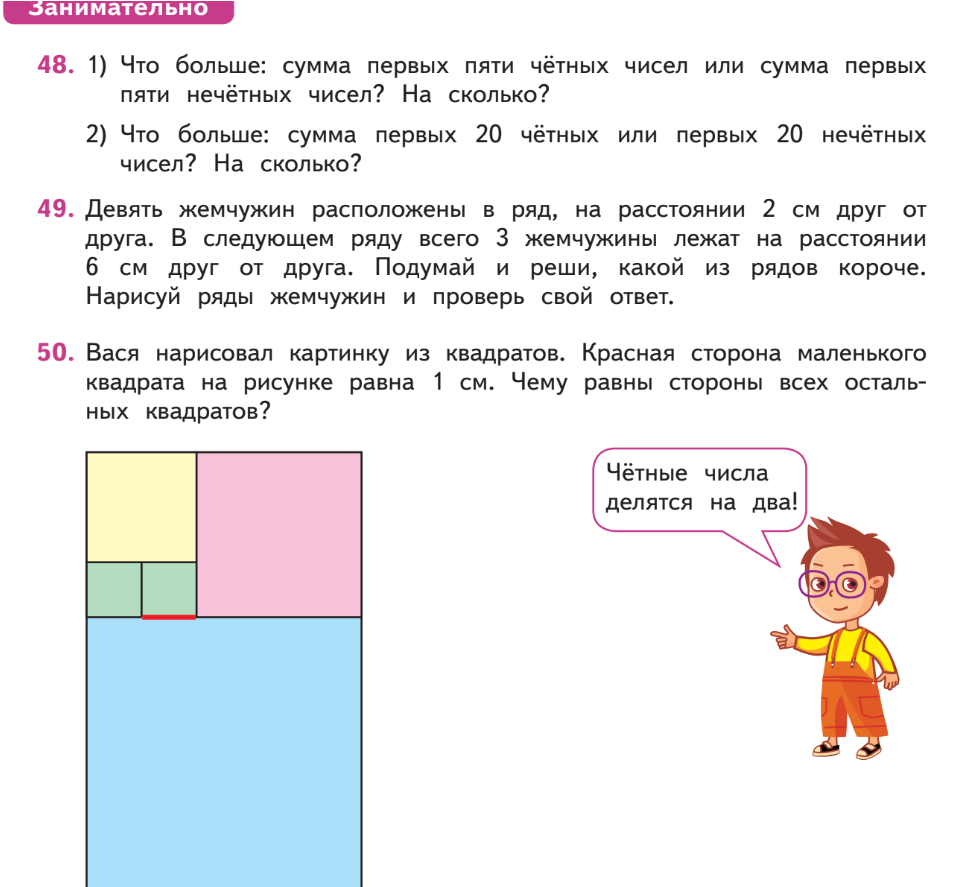 Занимательно
48. 1) Что больше: сумма первых пяти чётных чисел или сумма первых
пяти нечётных чисел? На сколько?
2) Что больше: сумма первых 20 чётных или первых 20 нечётных
чисел? На сколько?
49. Девять жемчужин расположены в ряд, на расстоянии 2 см друг от
друга. В следующем ряду всего 3 жемчужины лежат на расстоянии
6 см друг от друга. Подумай и реши, какой из рядов короче.
Нарисуй ряды жемчужин и проверь свой ответ.
50. Вася нарисовал картинку из квадратов. Красная сторона маленького
квадрата на рисунке равна 1 см. Чему равны стороны всех осталь-
ных квадратов?
Чётные числа
делятся на два!